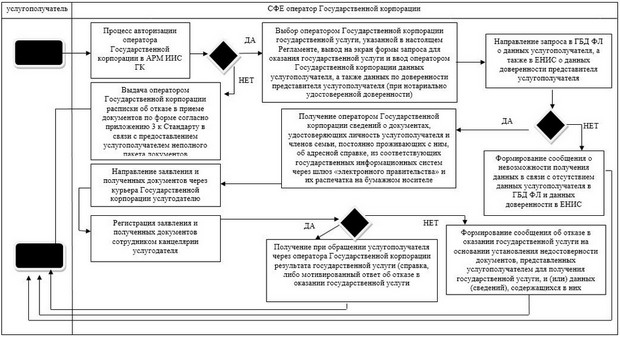 услугополучатель
СФЕ оператор Государственной корпорации
Процесс авторизации
оператора
Государственной
корпорации в АРМ ИИС
ГК
ДА
НЕТ
Выбор оператором Государственной корпорации
государственной услуги, указанной в настоящем
Регламенте, вывод на экран формы запроса для
оказания государственной услуги и ввод оператором
Государственной корпорации данных
услугополучателя, а также данных по доверенности
представителя услугополучателя (при нотариально
удостоверенной доверенности)
Направление запроса в ГБД ФЛ
о данных услугополучателя, а
также в ЕНИС – о данных
доверенности представителя
услугополучателя
Выдача оператором
Государственной корпорации
расписки об отказе в приеме
документов по форме согласно
приложению 3 к Стандарту в
связи с предоставлением
услугополучателем неполного
пакета документов
Получение оператором Государственной
корпорации сведений о документах,
удостоверяющих личность услугополучателя и
членов семьи, постоянно проживающих с ним,
об адресной справке, из соответствующих
государственных информационных систем
через шлюз «электронного правительства» и
их распечатка на бумажном носителе
ДА
НЕТ
Формирование сообщения о
невозможности получения
данных в связи с отсутствием
данных услугополучателя в
ГБД ФЛ и данных
доверенности в ЕНИС
Направление заявления и
полученных документов через
курьера Государственной
корпорации услугодателю
Регистрация заявления и
полученных документов
сотрудником канцелярии
услугодателя
ДА
НЕТ
Получение при обращении услугополучателя
через оператора Государственной корпорации
результата государственной услуги (справка,
либо мотивированный ответ об отказе в
оказании государственной услуги
Формирование сообщения об отказе в
оказании государственной услуги на
основании установления недостоверности
документов, представленных
услугополучателем для получения
государственной услуги, и (или) данных
(сведений), содержащихся в них